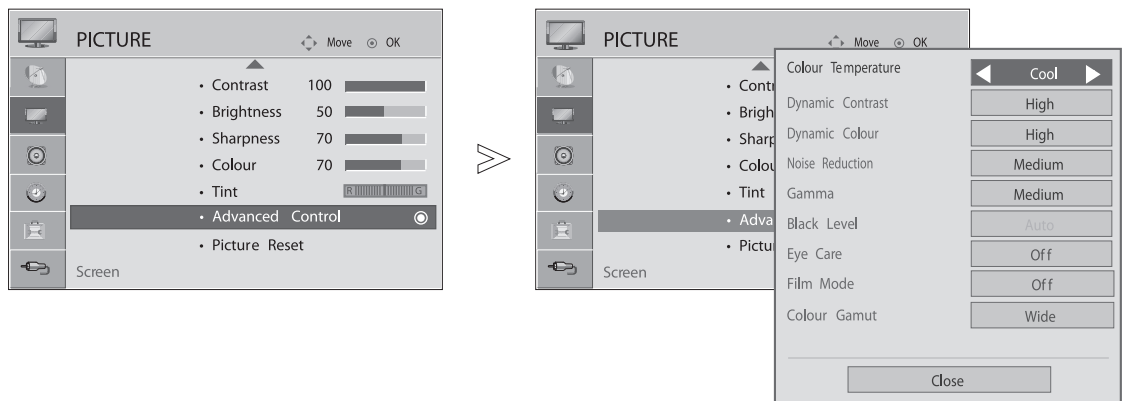 PICTURE
Move OK
• Contrast 100
• Brightness 50
• Sharpness 70
• Colour 70
• Tint R G
• Advanced Control
• Picture Reset
Screen
PICTURE
Move OK
• Contr
• Brigh
• Sharp
• Colou
• Tint
• Adva
• Pictu
Screen
Colour Temperature Cool
Dynamic Contrast High
Dynamic Colour High
Noise Reduction Medium
Gamma Medium
Black Level Auto
Eye Care Off
Film Mode Off
Colour Gamut Wide
Close